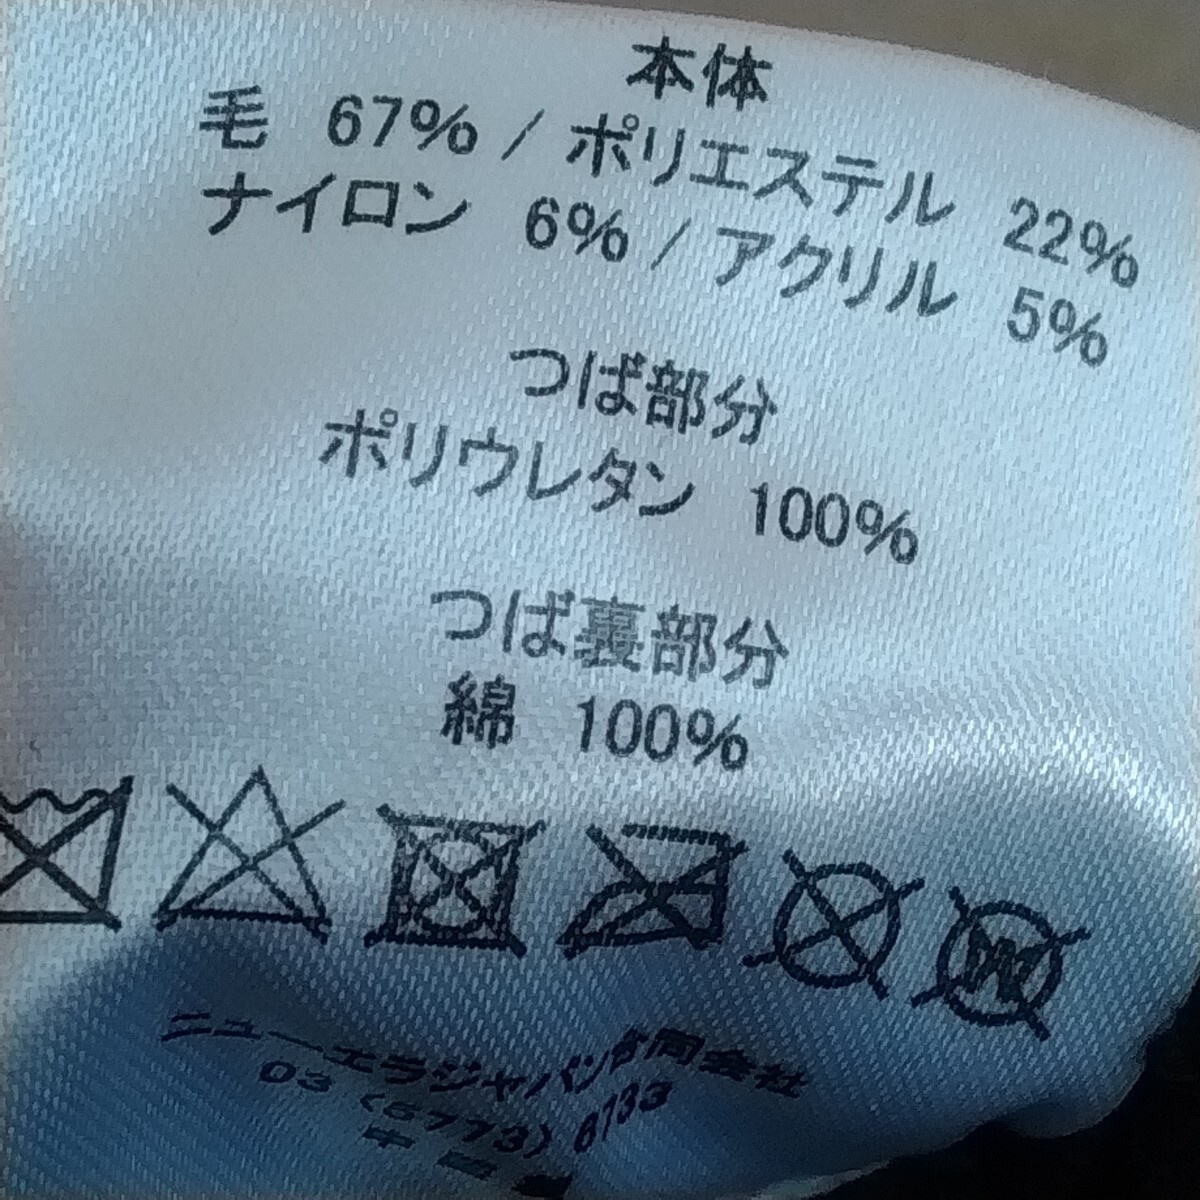 本体
毛 67% / ポリエステル 22%
ナイロン 6% / アクリル 5%
つば部分
ポリウレタン 100%
つば裏部分
綿 100%
ニューエラジャパン合同会社
03 (5773) 8733